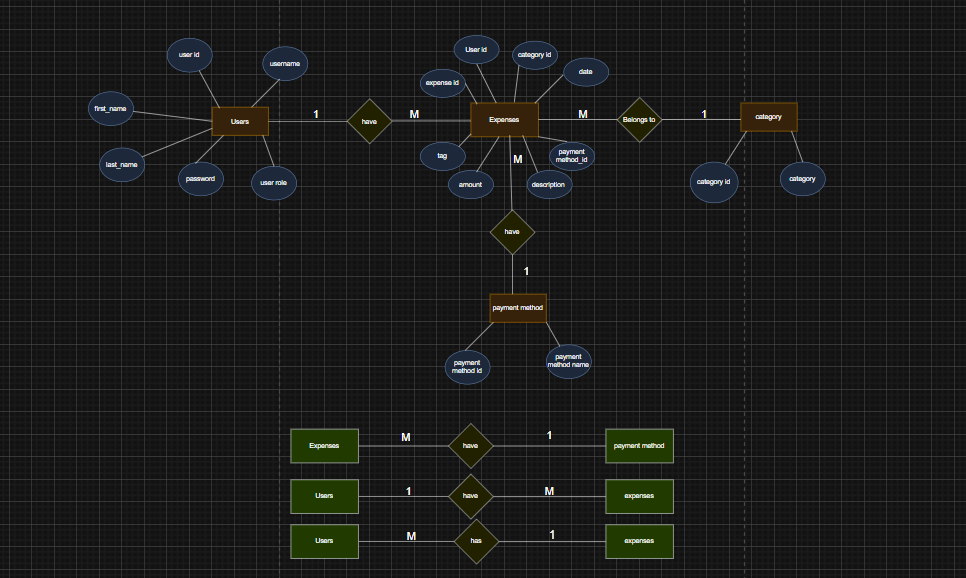 user id
username
first_name
last_name
password
user role
Users
1
have
M
User id
category id
expense id
date
Expenses
tag
amount
description
payment
method_id
M
Belongs to
1
category
category id
category
M
have
1
payment method
payment
method id
payment
method name
Expenses
M
have
1
payment method
Users
1
have
M
expenses
Users
M
has
1
expenses